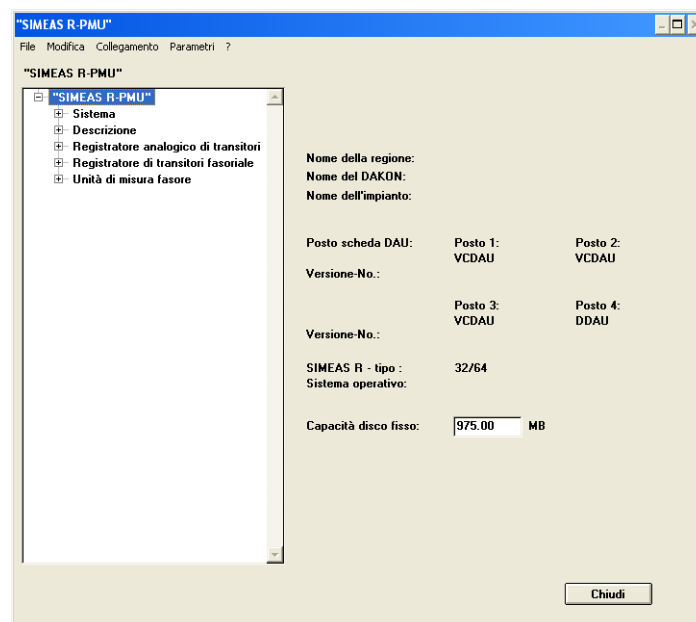 "SIMEAS R-PMU"
File Modifica Collegamento Parametri ?
"SIMEAS R-PMU"
"SIMEAS R-PMU"
Sistema
Descrizione
Registratore analogico di transitori
Registratore di transitori fasoriale
Unità di misura fasore
Nome della regione:
Nome del DAKON:
Nome dell'impianto:
Posto scheda DAU: Posto 1: Posto 2:
VCDAU VCDAU
Versione-No.:
Posto 3: Posto 4:
VCDAU DDAU
Versione-No.:
SIMEAS R - tipo : 32/64
Sistema operativo:
Capacità disco fisso: 975.00 MB
Chiudi